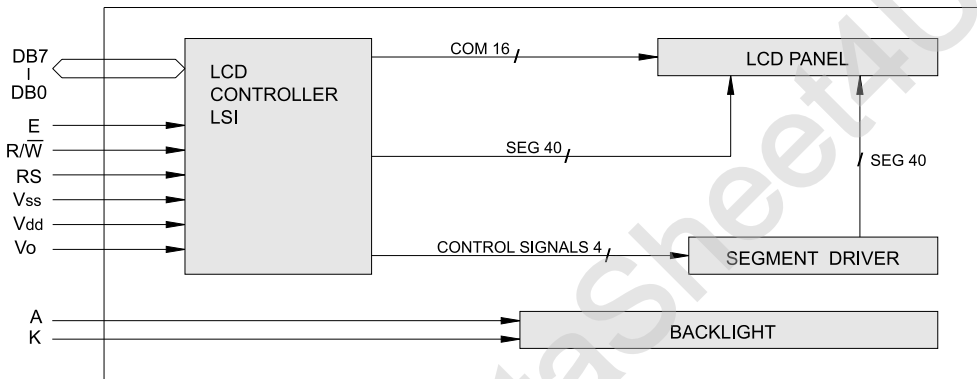 DB7
DB0
E
R/W̅
RS
Vss
Vdd
Vo
A
K
LCD
CONTROLLER
LSI
COM 16
LCD PANEL
SEG 40
SEG 40
CONTROL SIGNALS 4
SEGMENT DRIVER
BACKLIGHT